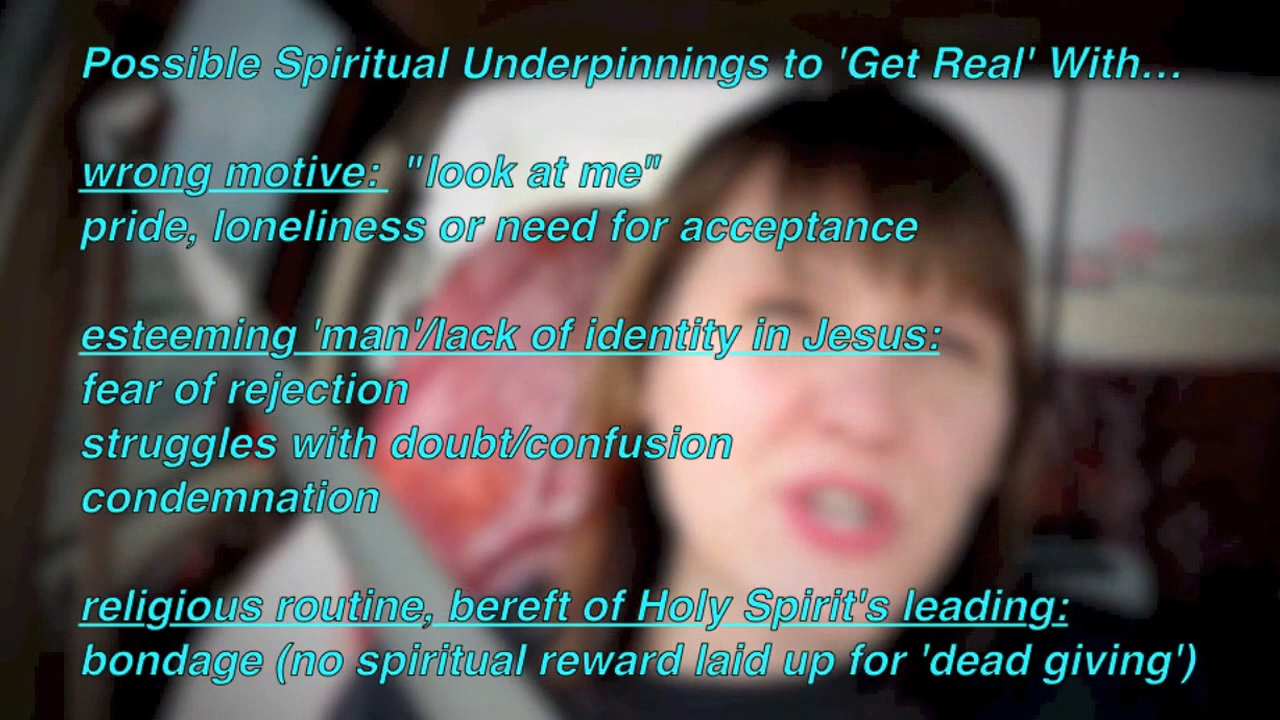 Possible Spiritual Underpinnings to 'Get Real' With...
wrong motive: "look at me"
pride, loneliness or need for acceptance
esteeming 'man'/lack of identity in Jesus:
fear of rejection
struggles with doubt/confusion
condemnation
religious routine, bereft of Holy Spirit's leading:
bondage (no spiritual reward laid up for 'dead giving')